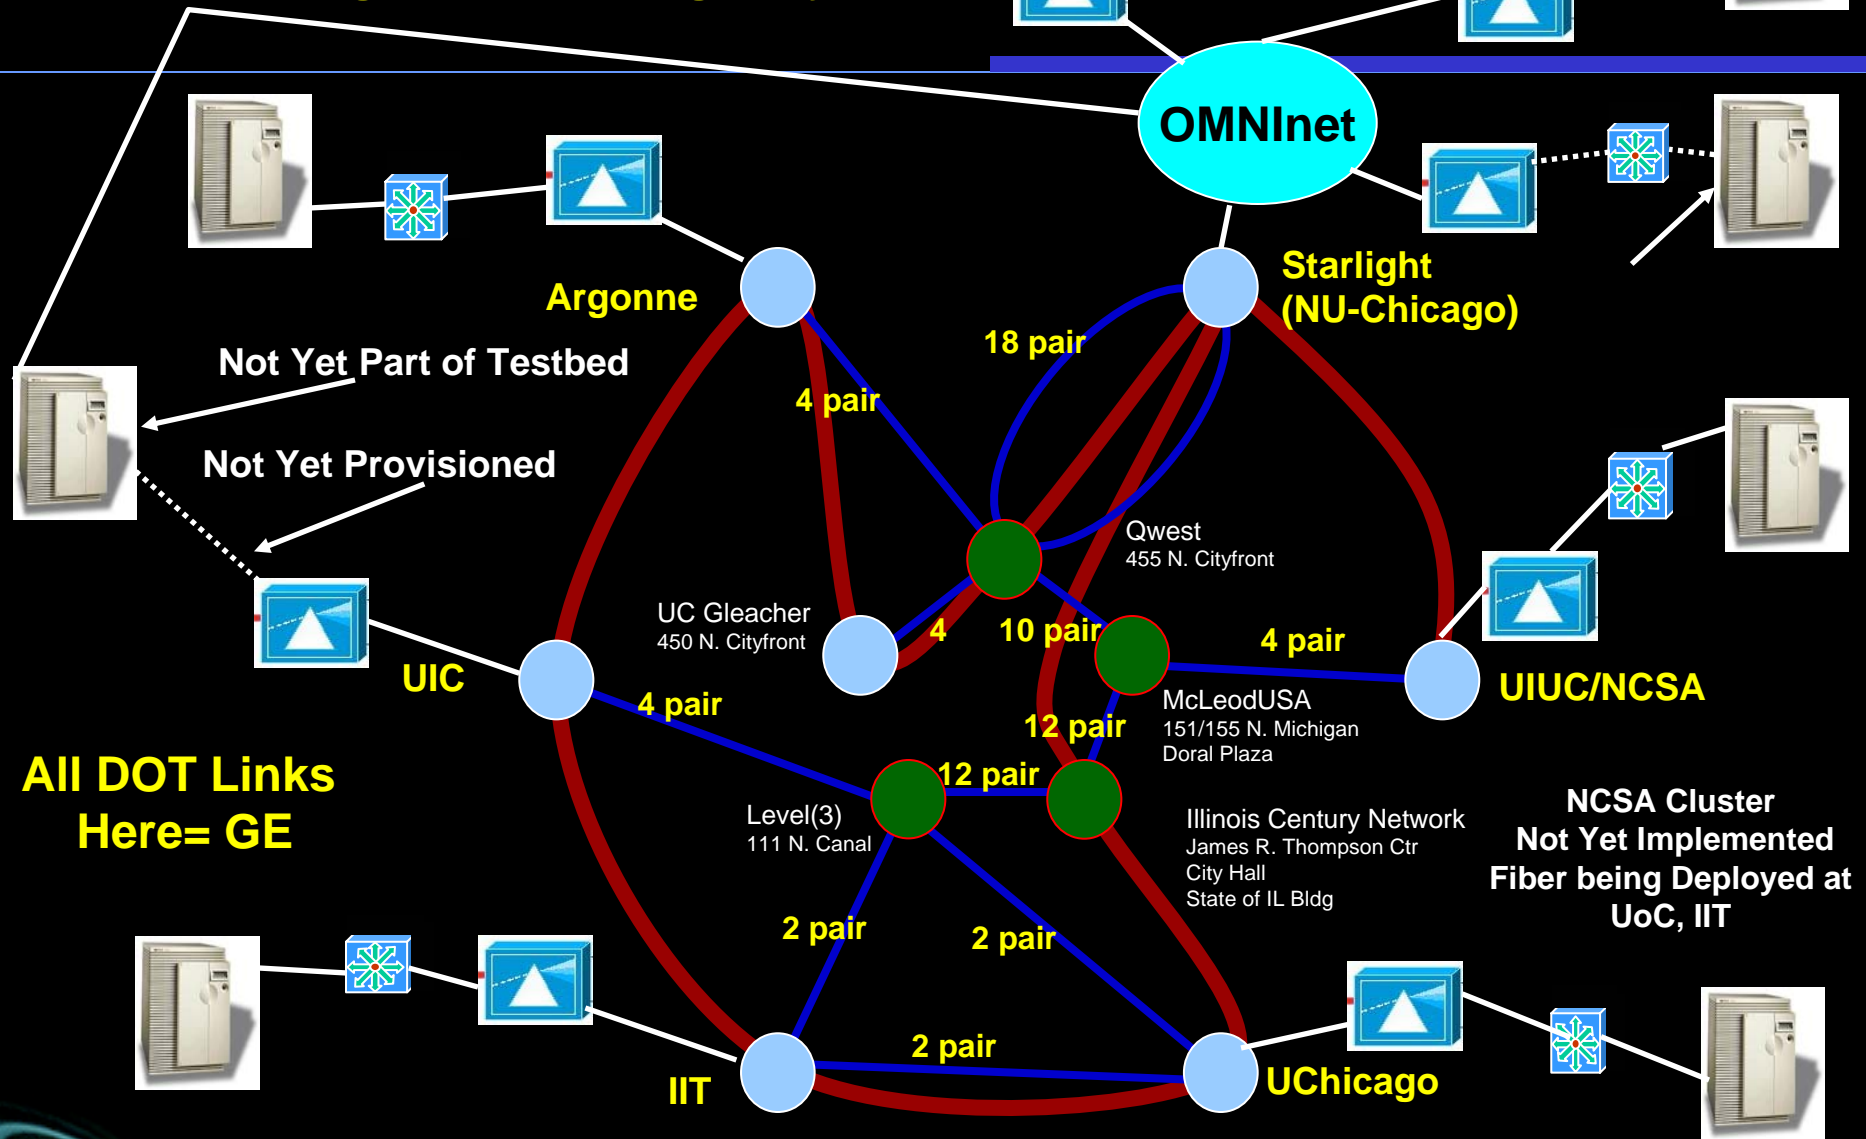 OMNInet
Starlight
(NU-Chicago)
Argonne
18 pair
Not Yet Part of Testbed
4 pair
Not Yet Provisioned
Qwest
455 N. Cityfront
UC Gleacher
450 N. Cityfront
4
10 pair
4 pair
UIC
UIUC/NCSA
4 pair
McLeodUSA
151/155 N. Michigan
Doral Plaza
12 pair
All DOT Links
Here= GE
12 pair
Level(3)
111 N. Canal
Illinois Century Network
James R. Thompson Ctr
City Hall
State of IL Bldg
NCSA Cluster
Not Yet Implemented
Fiber being Deployed at
UoC, IIT
2 pair
2 pair
2 pair
IIT
UChicago